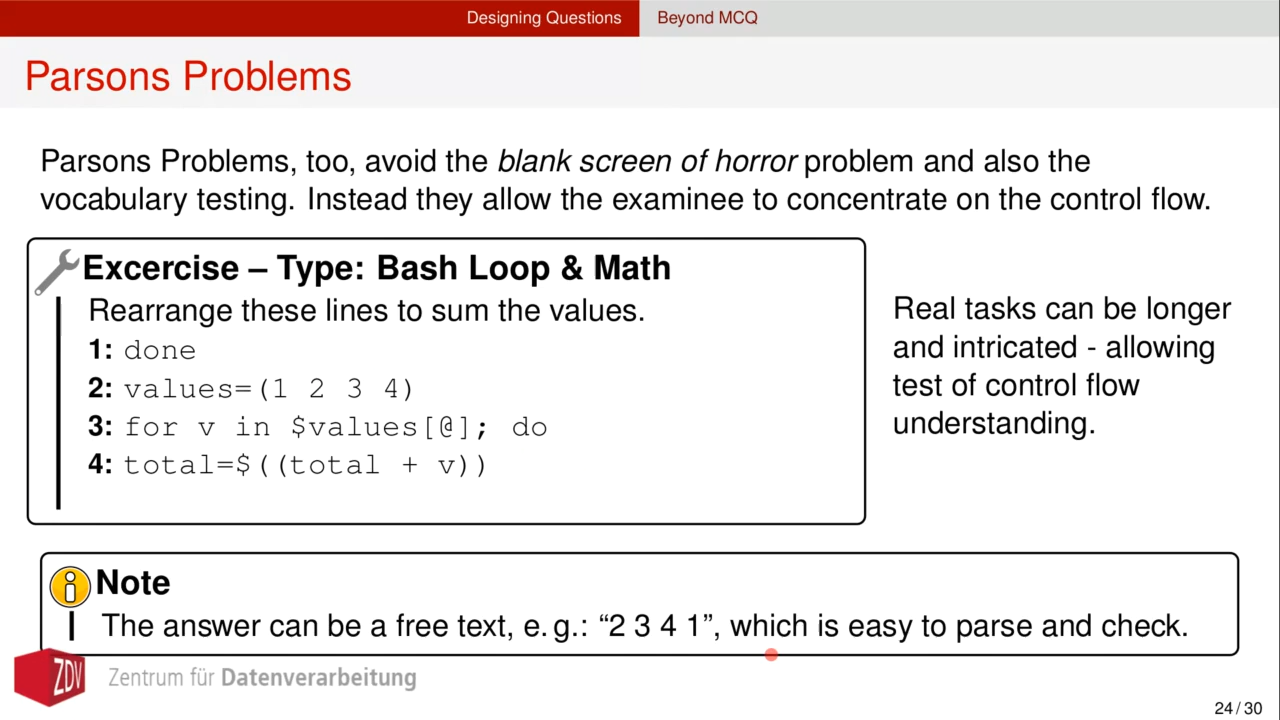 Designing Questions Beyond MCQ
Parsons Problems
Parsons Problems, too, avoid the blank screen of horror problem and also the
vocabulary testing. Instead they allow the examinee to concentrate on the control flow.
Excercise – Type: Bash Loop & Math
Rearrange these lines to sum the values.
1: done
2: values=(1 2 3 4)
3: for v in $values[@]; do
4: total=$((total + v))
Real tasks can be longer
and intricated - allowing
test of control flow
understanding.
Note
The answer can be a free text, e. g.: “2 3 4 1”, which is easy to parse and check.
ZDV Zentrum für Datenverarbeitung
24 / 30